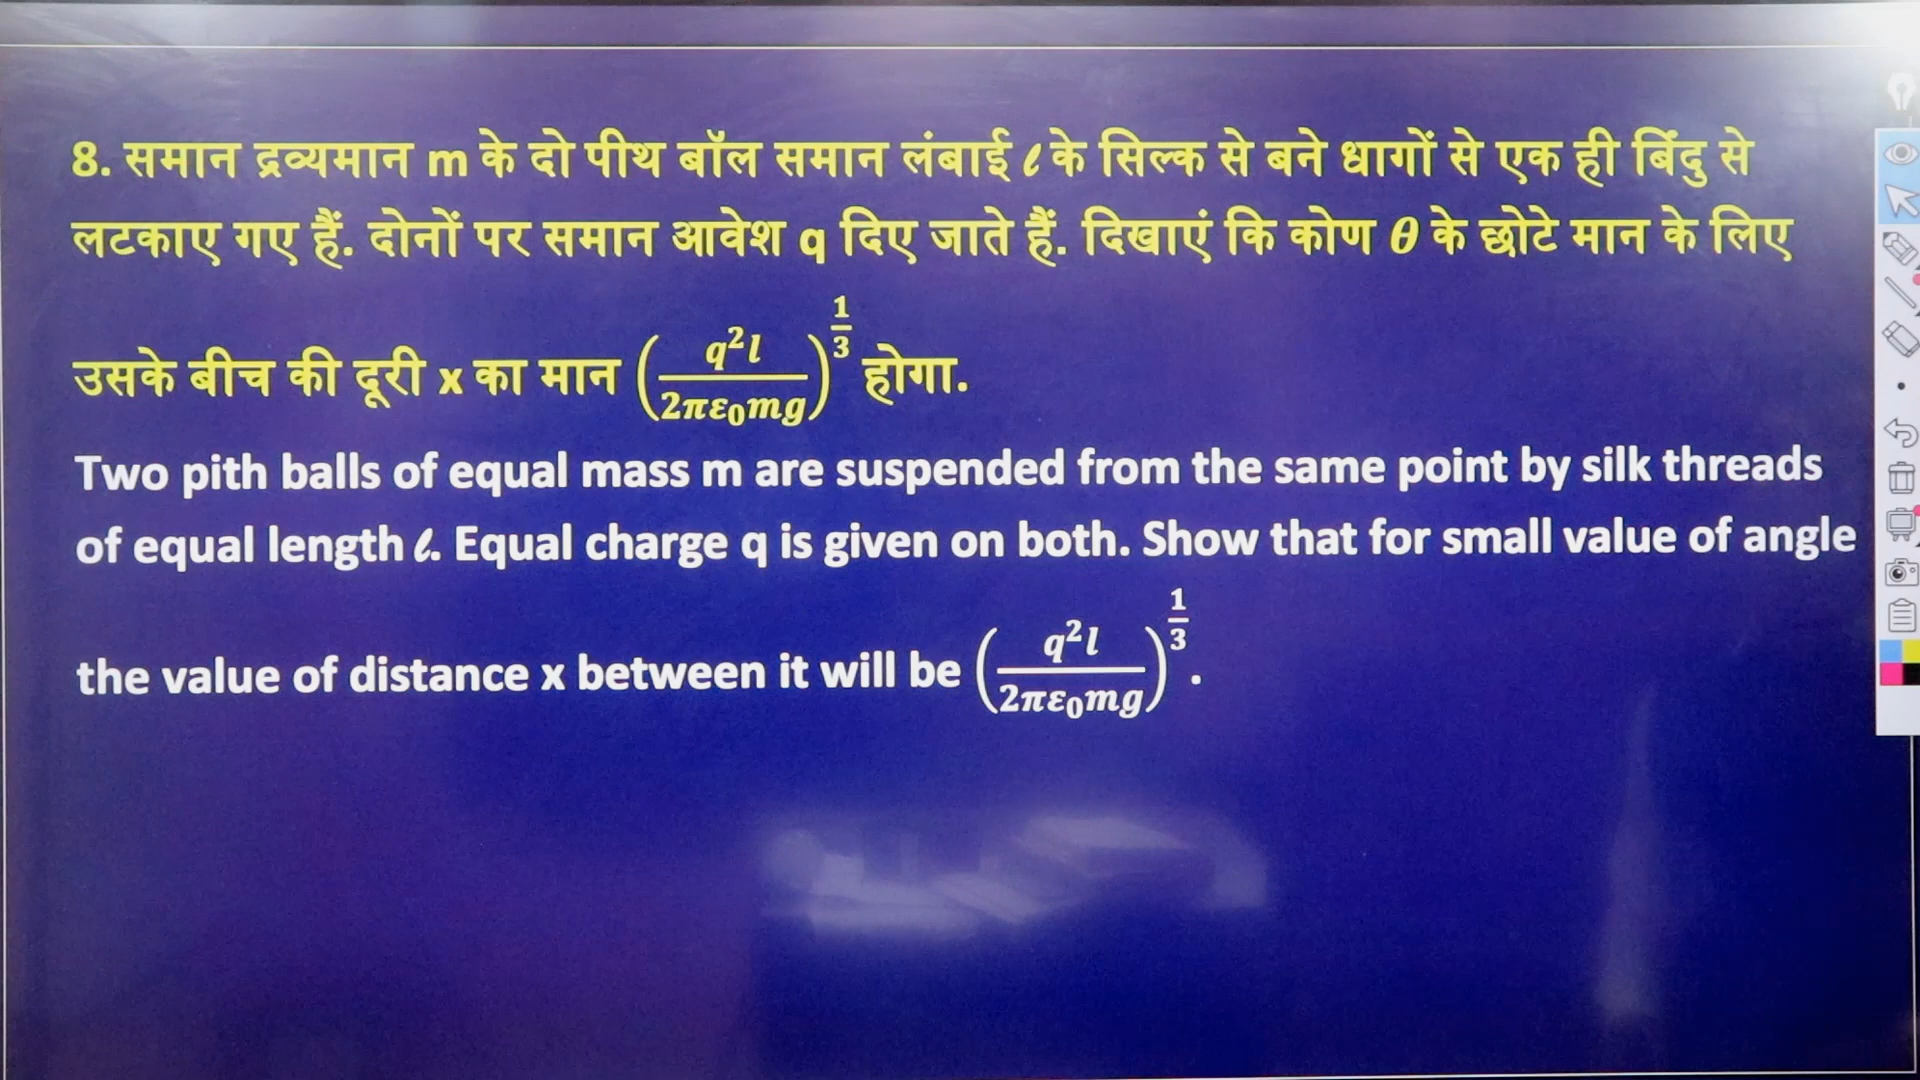 8. समान द्रव्यमान m के दो पीथ बॉल समान लंबाई ℓ के सिल्क से बने धागों से एक ही बिंदु से
लटकाए गए हैं. दोनों पर समान आवेश q दिए जाते हैं. दिखाएं कि कोण θ के छोटे मान के लिए
उसके बीच की दूरी x का मान (q²l/2πε₀mg)^(1/3) होगा.
Two pith balls of equal mass m are suspended from the same point by silk threads
of equal length ℓ. Equal charge q is given on both. Show that for small value of angle
the value of distance x between it will be (q²l/2πε₀mg)^(1/3).